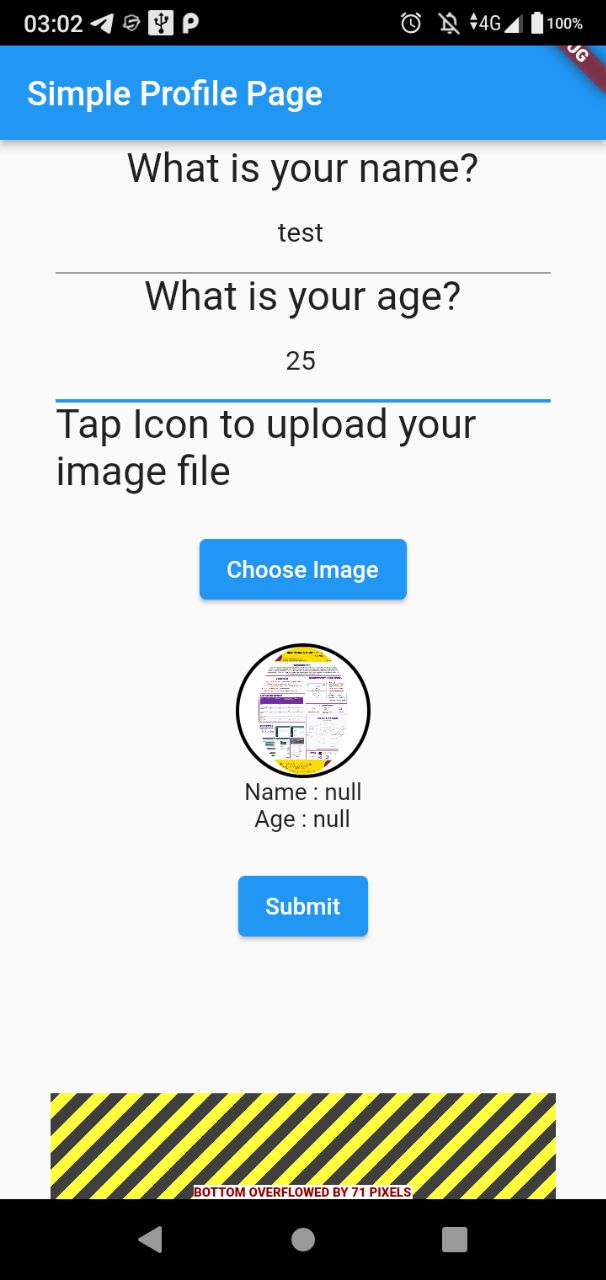 03:02
4G
100%
Simple Profile Page
UG
What is your name?
test
What is your age?
25
Tap Icon to upload your
image file
Choose Image
Name : null
Age : null
Submit
BOTTOM OVERFLOWED BY 71 PIXELS